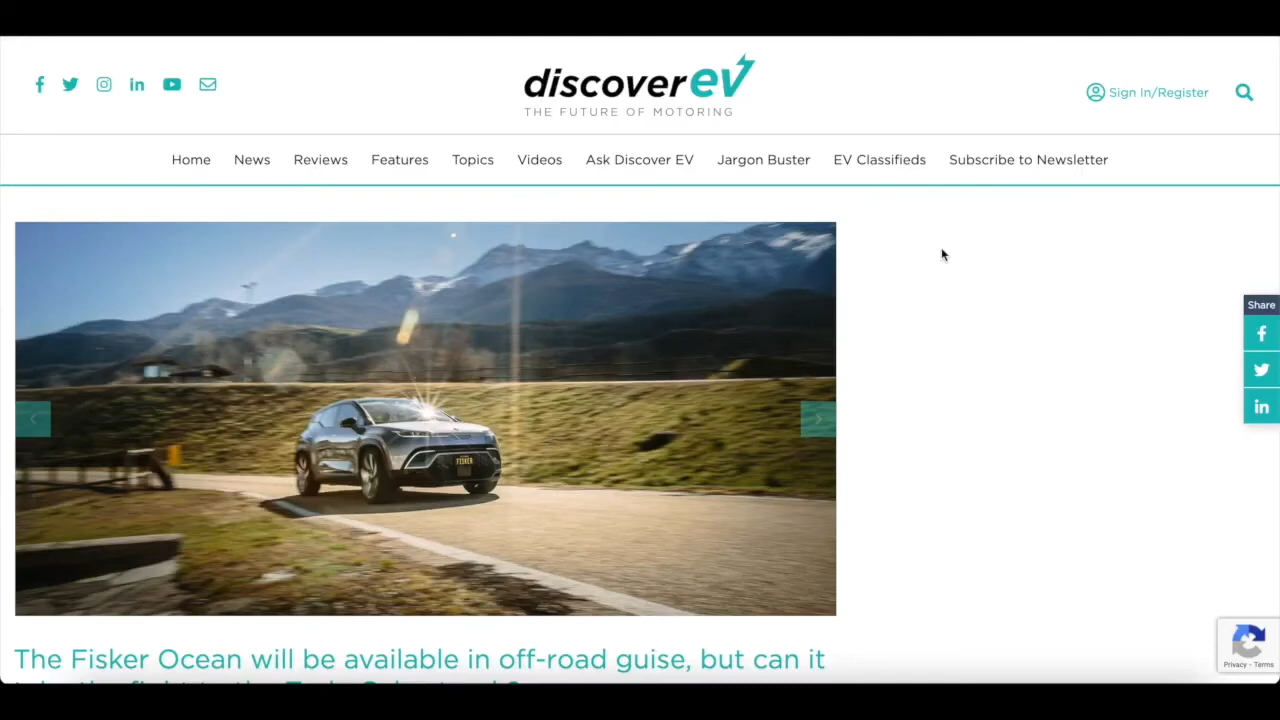 discoverev
THE FUTURE OF MOTORING
Sign In/Register
Home News Reviews Features Topics Videos Ask Discover EV Jargon Buster EV Classifieds Subscribe to Newsletter
Share
FISKER
Privacy - Terms
The Fisker Ocean will be available in off-road guise, but can it